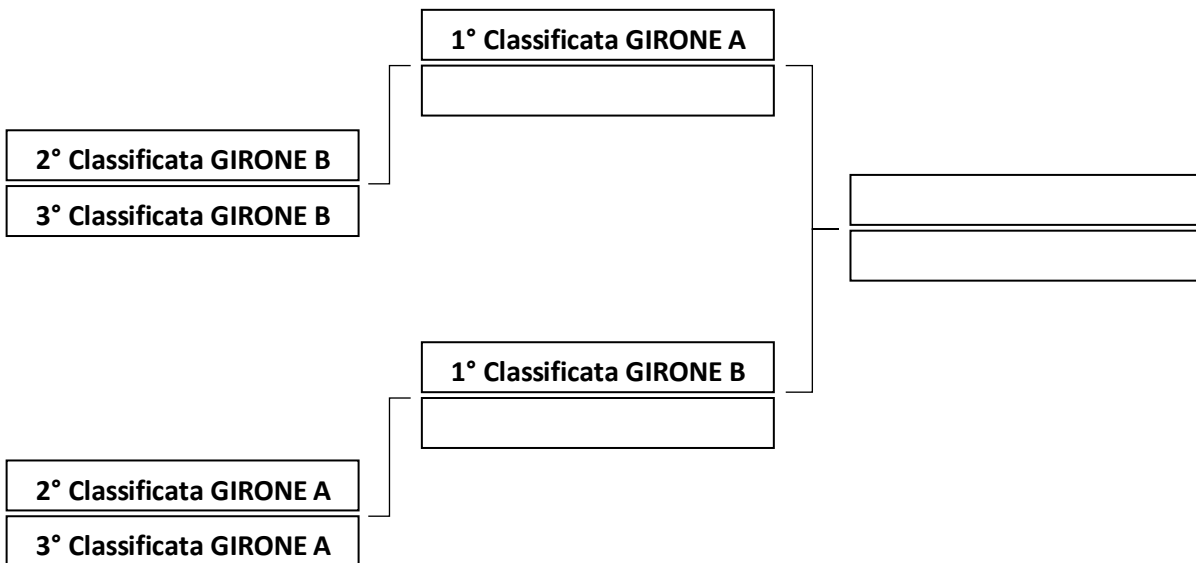 1° Classificata GIRONE A
2° Classificata GIRONE B
3° Classificata GIRONE B
1° Classificata GIRONE B
2° Classificata GIRONE A
3° Classificata GIRONE A